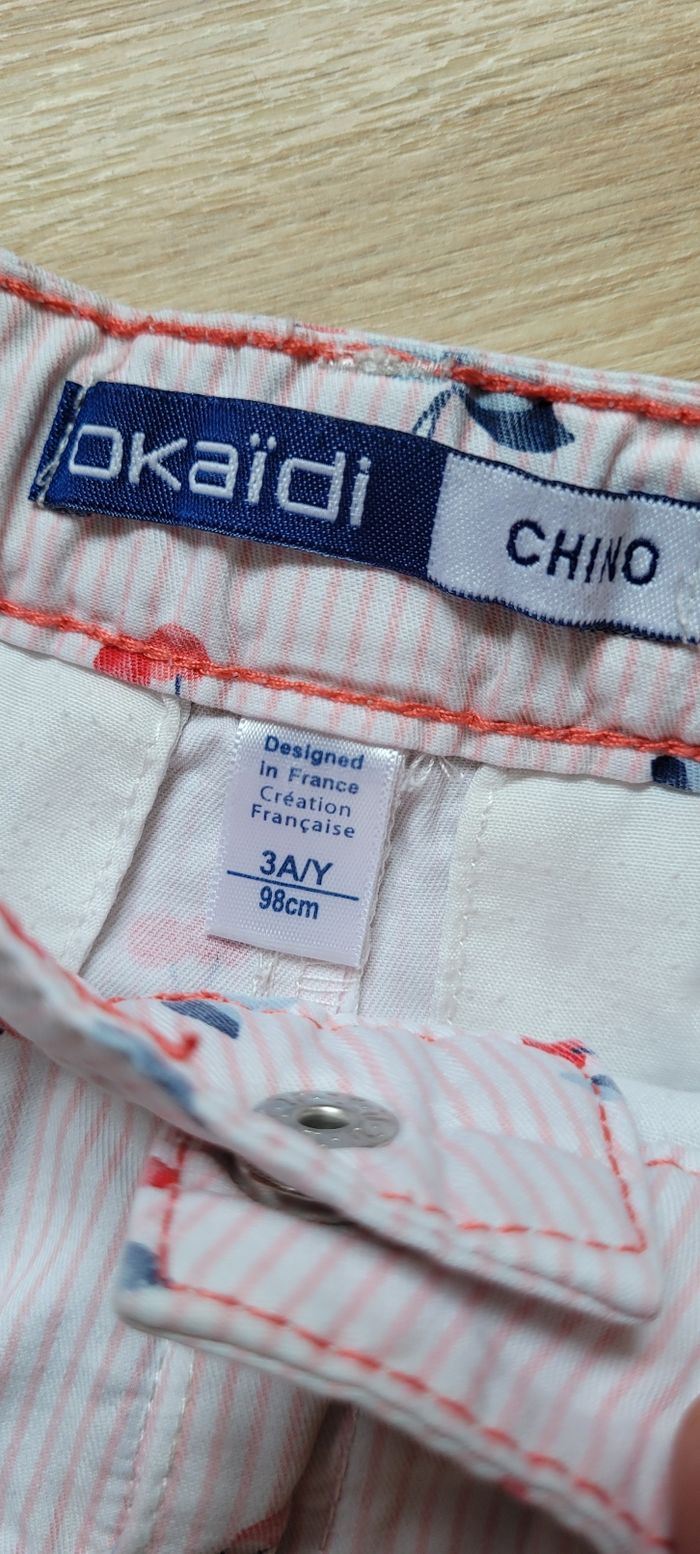 okaïdi CHINO
Designed
in France
Création
Française
3A/Y
98cm